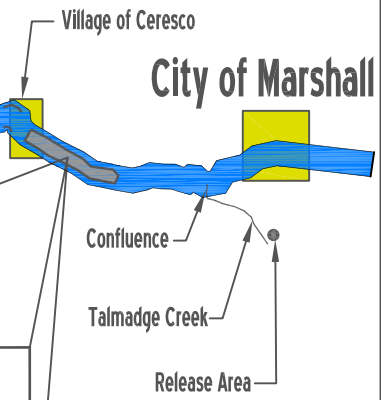 Village of Ceresco
City of Marshall
Confluence
Talmadge Creek
Release Area